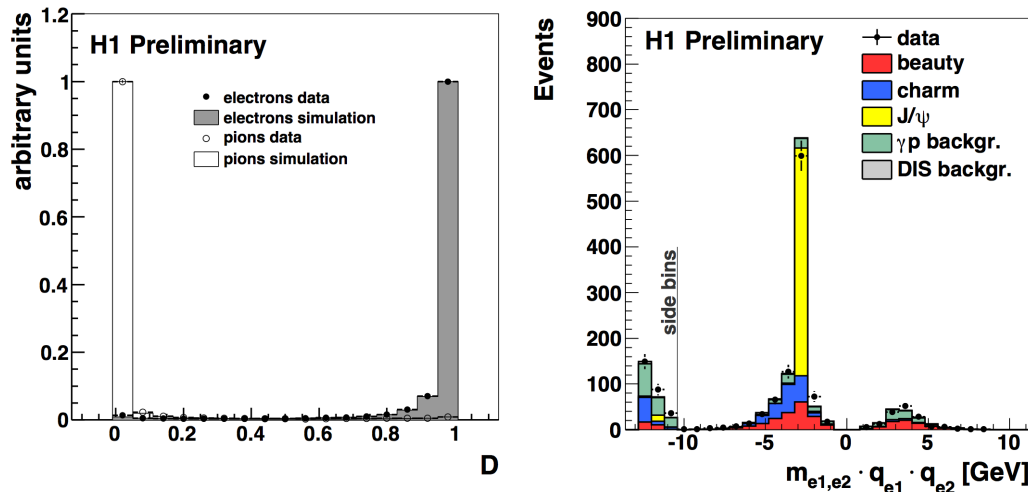 H1 Preliminary
arbitrary units
1.2
1
0.8
0.6
0.4
0.2
0
electrons data
electrons simulation
pions data
pions simulation
0 0.2 0.4 0.6 0.8 1
D
H1 Preliminary
Events
900
800
700
600
500
400
300
200
100
0
data
beauty
charm
J/ψ
γp backgr.
DIS backgr.
side bins
-10 -5 0 5 10
m e1,e2 · q e1 · q e2 [GeV]